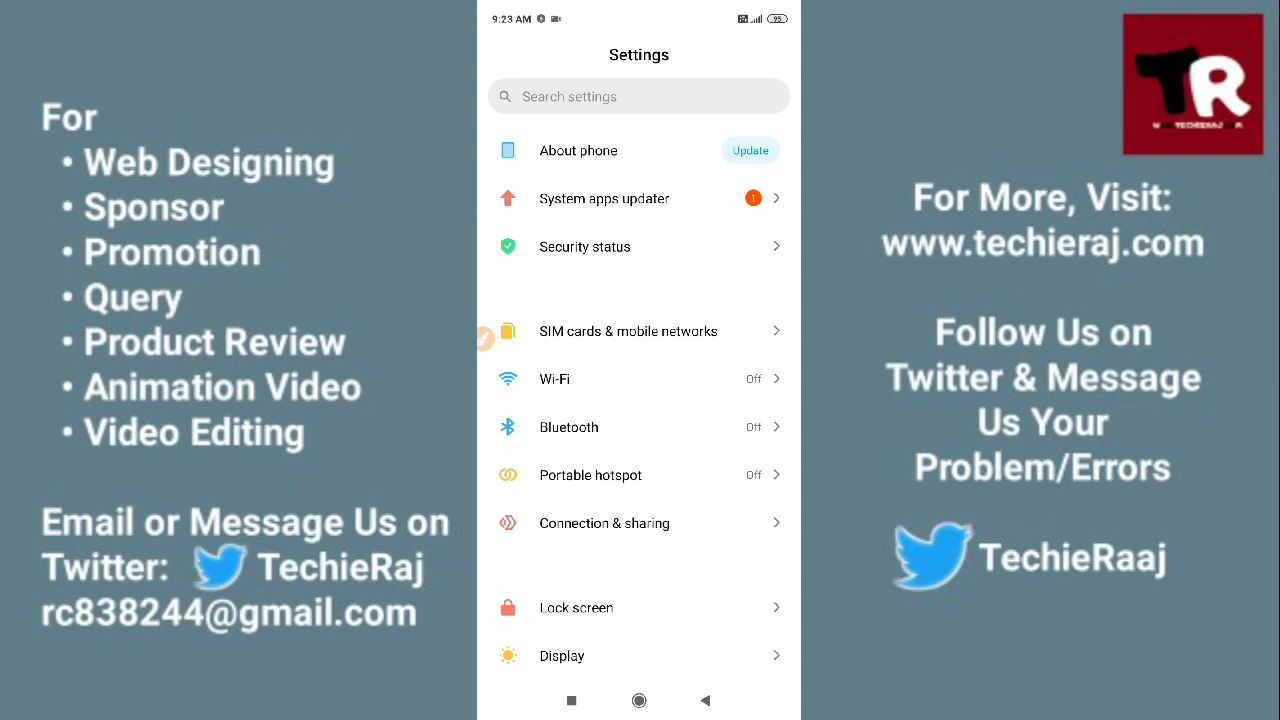 For
• Web Designing
• Sponsor
• Promotion
• Query
• Product Review
• Animation Video
• Video Editing
Email or Message Us on
Twitter: TechieRaj
rc838244@gmail.com
9:23 AM
95
Settings
Search settings
About phone
Update
System apps updater
1
Security status
SIM cards & mobile networks
Wi-Fi
Off
Bluetooth
Off
Portable hotspot
Off
Connection & sharing
Lock screen
Display
TR
For More, Visit:
www.techieraj.com
Follow Us on
Twitter & Message
Us Your
Problem/Errors
TechieRaaj